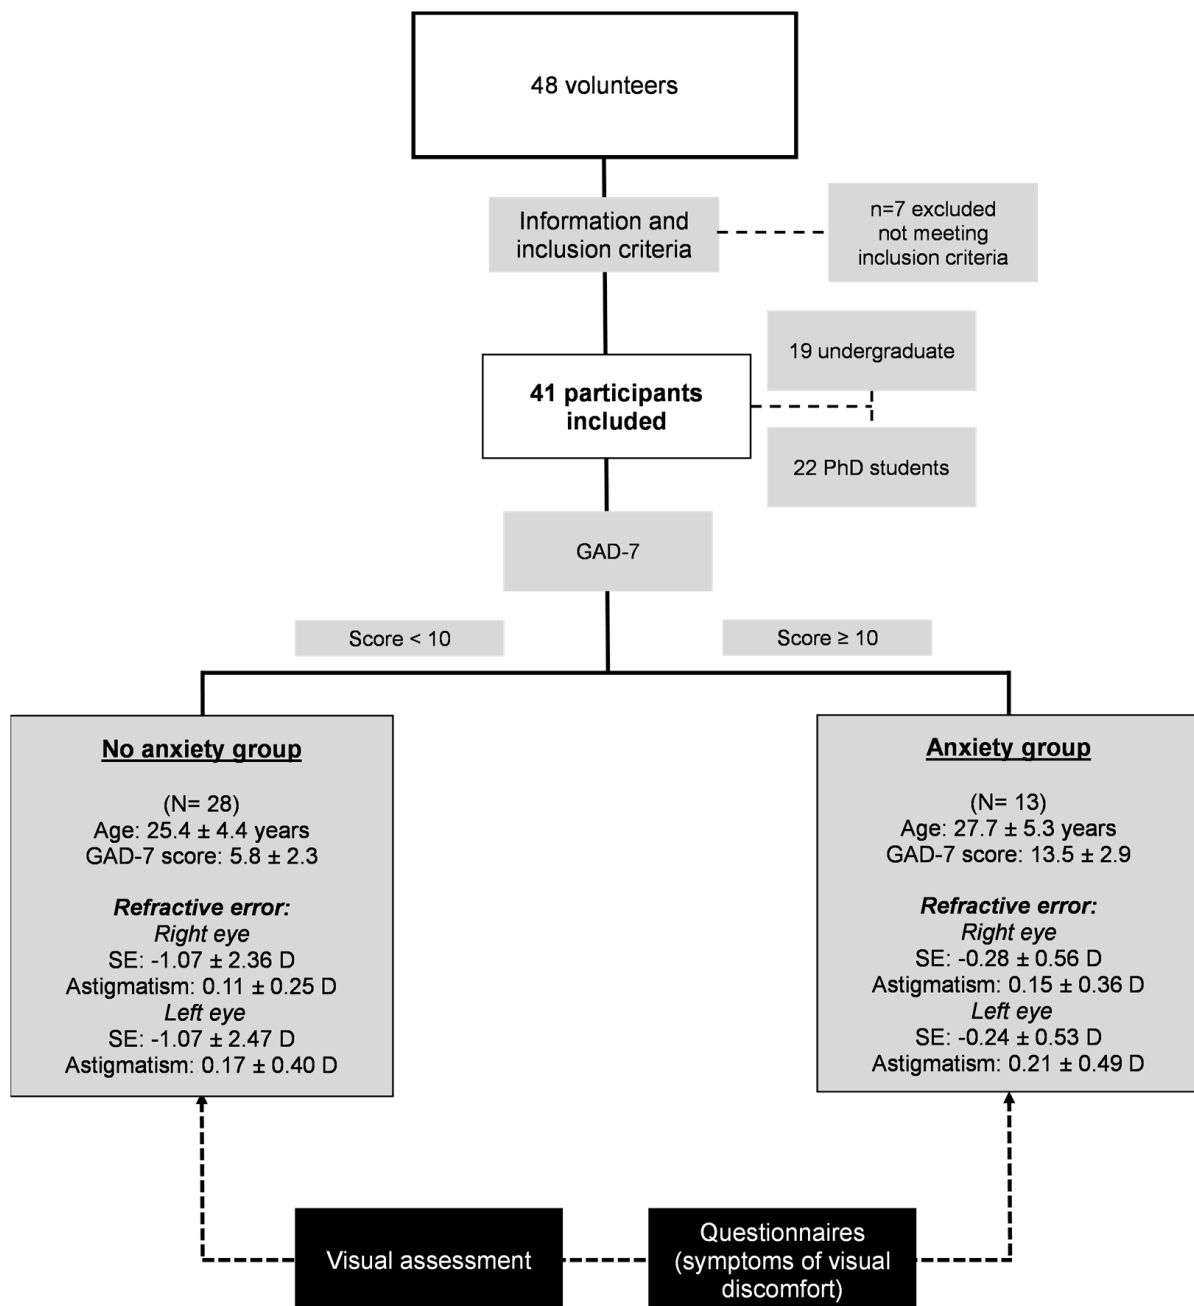 48 volunteers
Information and
inclusion criteria
n=7 excluded
not meeting
inclusion criteria
19 undergraduate
41 participants
included
22 PhD students
GAD-7
Score < 10
Score ≥ 10
No anxiety group
(N= 28)
Age: 25.4 ± 4.4 years
GAD-7 score: 5.8 ± 2.3
Refractive error:
Right eye
SE: -1.07 ± 2.36 D
Astigmatism: 0.11 ± 0.25 D
Left eye
SE: -1.07 ± 2.47 D
Astigmatism: 0.17 ± 0.40 D
Anxiety group
(N= 13)
Age: 27.7 ± 5.3 years
GAD-7 score: 13.5 ± 2.9
Refractive error:
Right eye
SE: -0.28 ± 0.56 D
Astigmatism: 0.15 ± 0.36 D
Left eye
SE: -0.24 ± 0.53 D
Astigmatism: 0.21 ± 0.49 D
Visual assessment
Questionnaires
(symptoms of visual
discomfort)